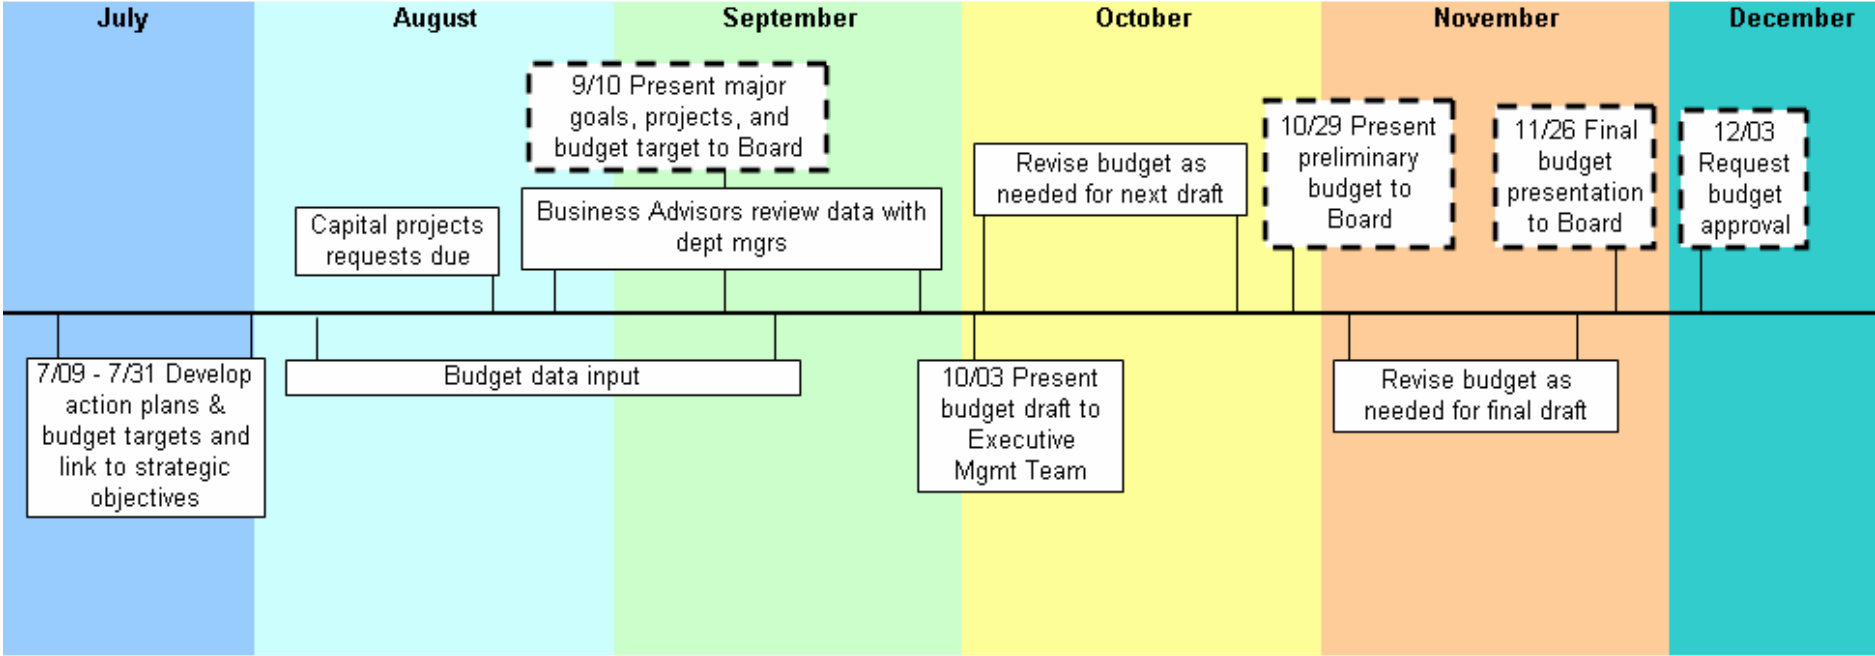 July
August
September
October
November
December
9/10 Present major
goals, projects, and
budget target to Board
Revise budget as
needed for next draft
10/29 Present
preliminary
budget to
Board
11/26 Final
budget
presentation
to Board
12/03
Request
budget
approval
Capital projects
requests due
Business Advisors review data with
dept mgrs
7/09 - 7/31 Develop
action plans &
budget targets and
link to strategic
objectives
Budget data input
10/03 Present
budget draft to
Executive
Mgmt Team
Revise budget as
needed for final draft